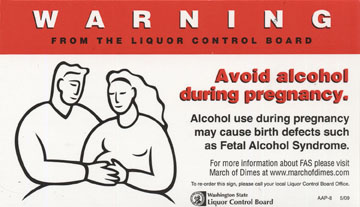 WARNING
FROM THE LIQUOR CONTROL BOARD
Avoid alcohol
during pregnancy.
Alcohol use during pregnancy
may cause birth defects such
as Fetal Alcohol Syndrome.
For more information about FAS please visit
March of Dimes at www.marchofdimes.com
To re-order this sign, please call your local Liquor Control Board Office.
Washington State
Liquor Control Board
AAP-8 5/09